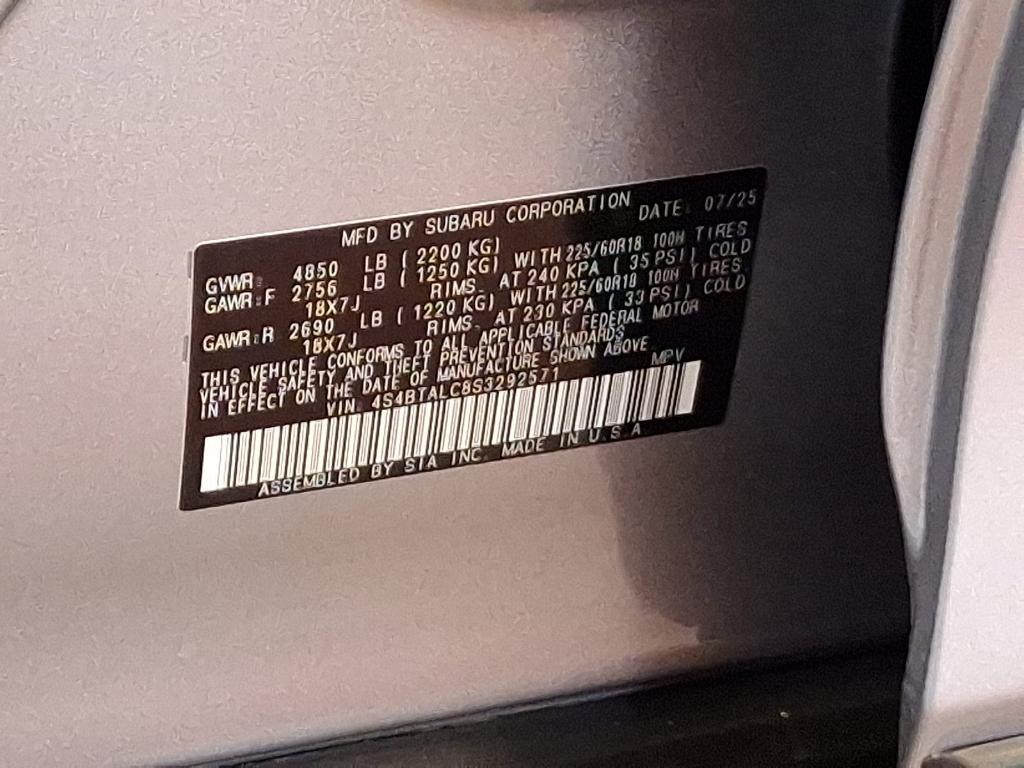 MFD BY SUBARU CORPORATION DATE 07/25
GVWR: 4850 LB ( 2200 KG)
GAWR:F 2756 LB ( 1250 KG) WITH 225/60R18 100H TIRES
18X7J RIMS. AT 240 KPA ( 35 PSI) COLD
GAWR:R 2690 LB ( 1220 KG) WITH 225/60R18 100H TIRES
18X7J RIMS. AT 230 KPA ( 33 PSI) COLD
THIS VEHICLE CONFORMS TO ALL APPLICABLE FEDERAL MOTOR
VEHICLE SAFETY AND THEFT PREVENTION STANDARDS
IN EFFECT ON THE DATE OF MANUFACTURE SHOWN ABOVE.
VIN. 4S4BTALC8S3292571 MPV
ASSEMBLED BY SIA INC. MADE IN U.S.A